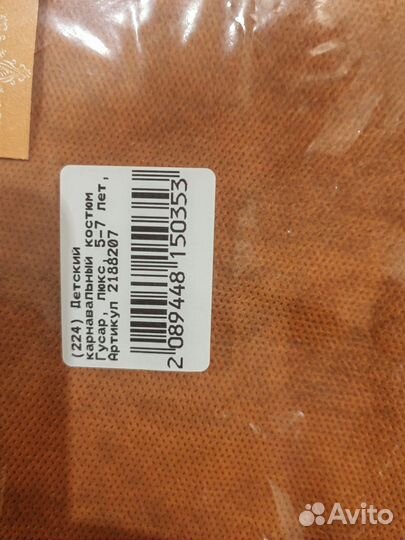 (224) Детский
карнавальный костюм
Гусар, люкс, 5-7 лет,
Артикул 2188207
2 089448 150353
Avito